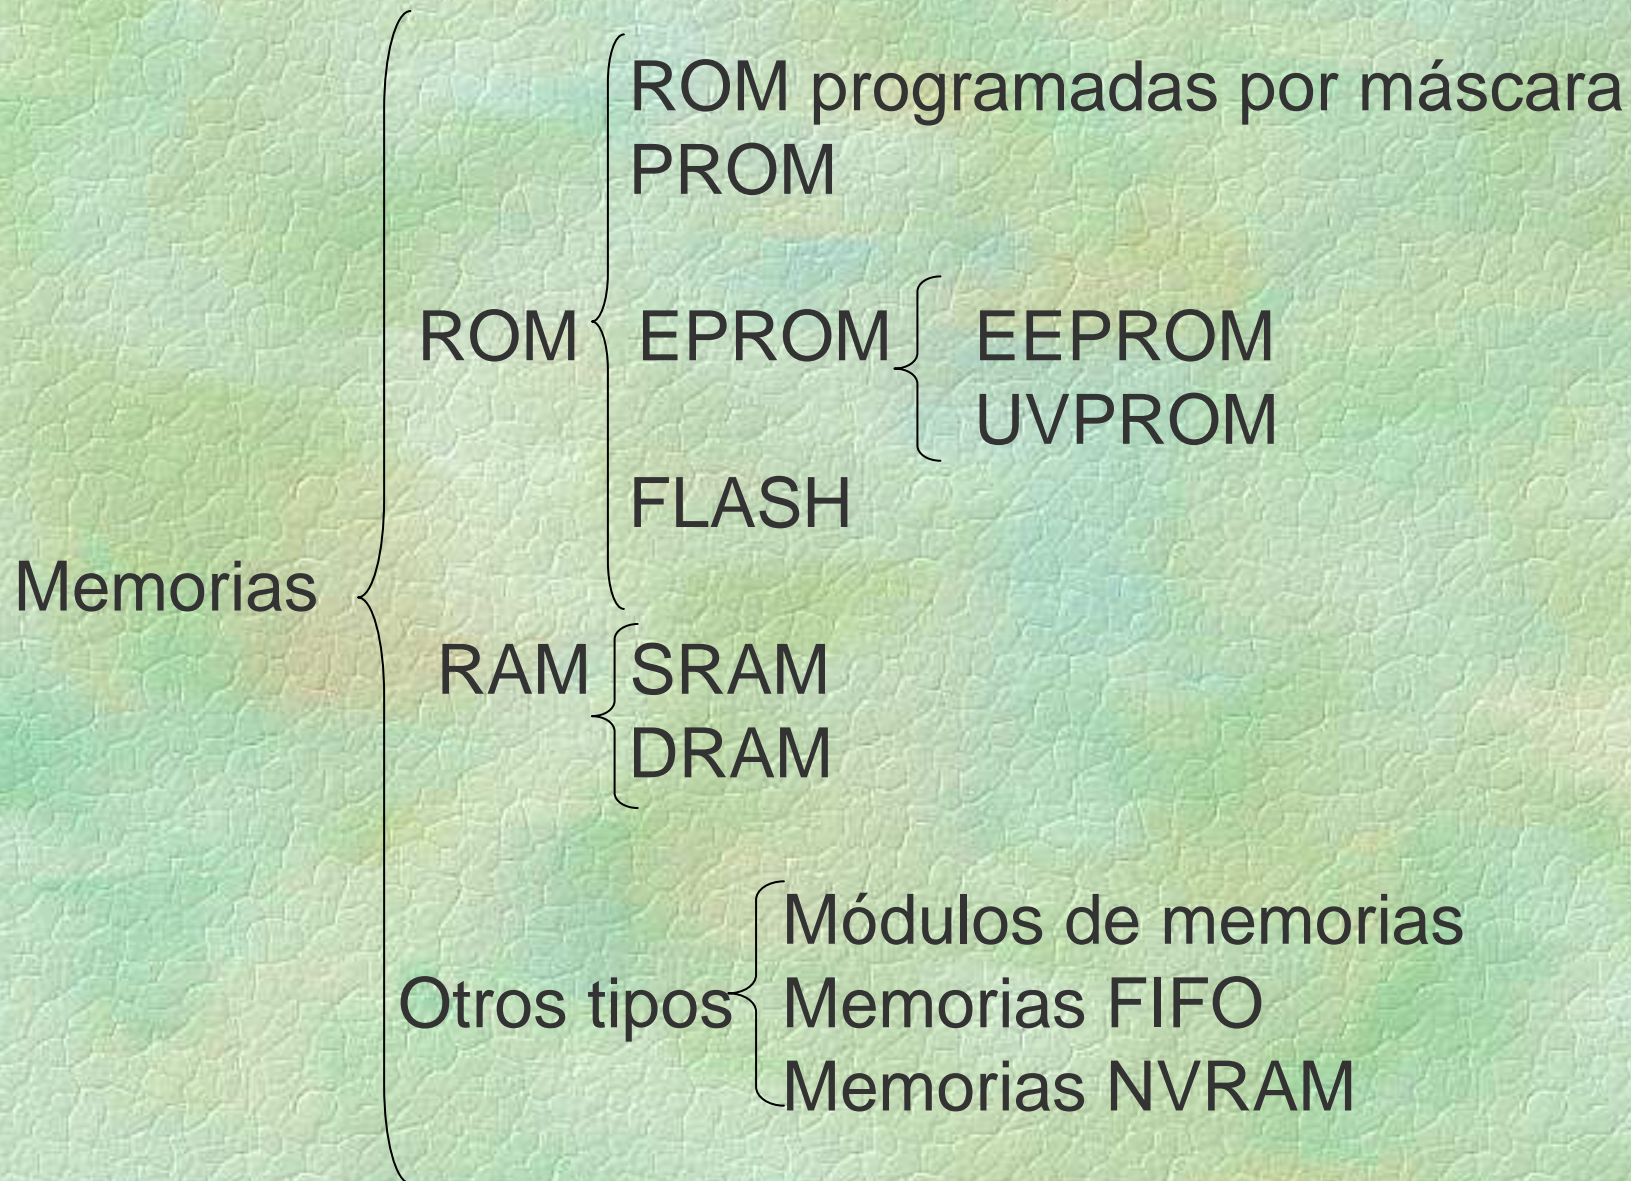 ROM programadas por máscara
PROM
ROM EPROM EEPROM
UVPROM
FLASH
Memorias
RAM SRAM
DRAM
Módulos de memorias
Otros tipos Memorias FIFO
Memorias NVRAM